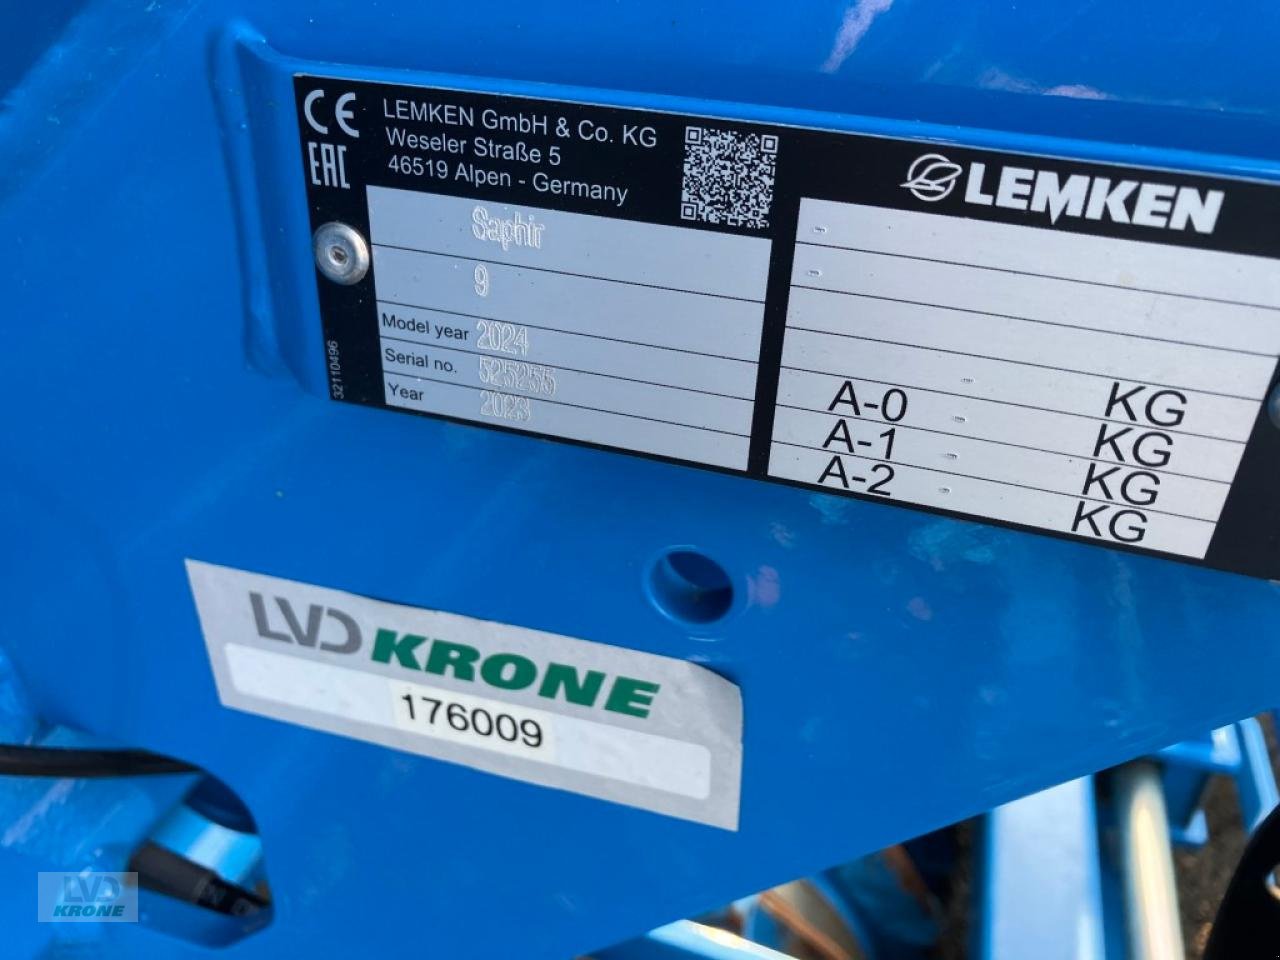 CE
EAC
LEMKEN GmbH & Co. KG
Weseler Straße 5
46519 Alpen - Germany
Saphir
9
Model year 2024
Serial no. 525255
Year 2023
32110496
LEMKEN
-
-
- KG
A-0 - KG
A-1 - KG
A-2 - KG
LVD KRONE
176009
LVD
KRONE